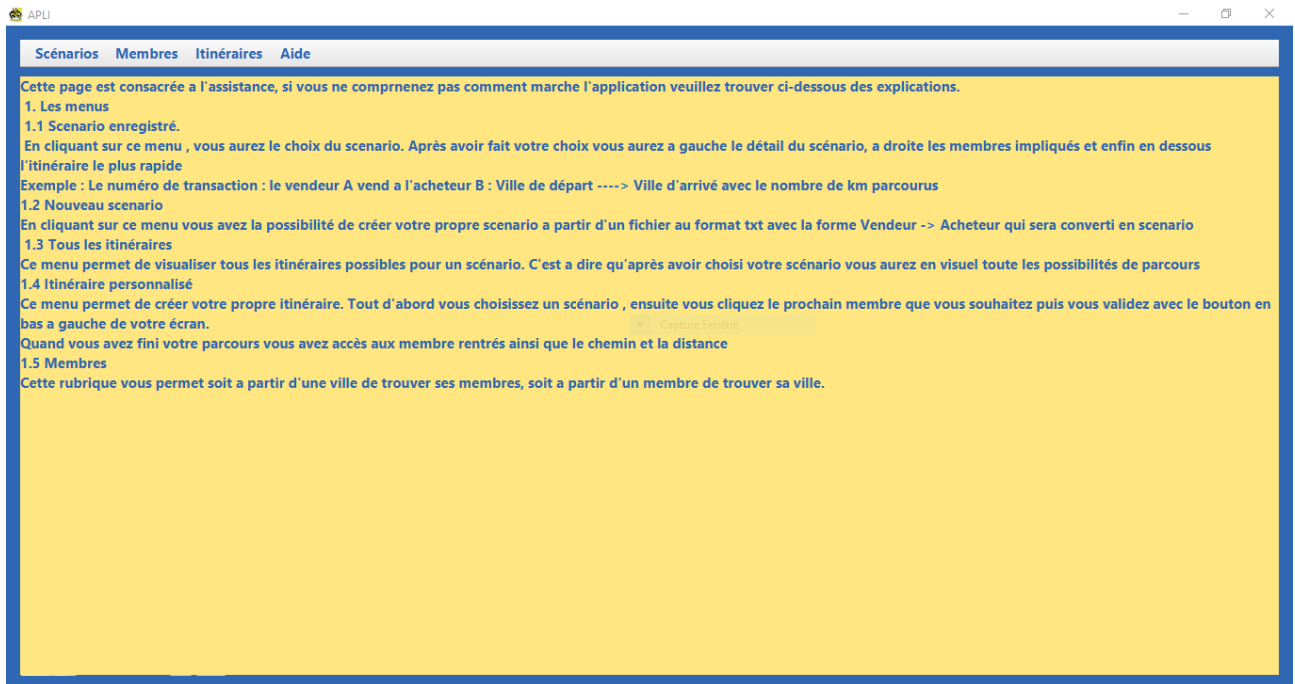 APLI
Scénarios Membres Itinéraires Aide
Cette page est consacrée a l'assistance, si vous ne comprnenez pas comment marche l'application veuillez trouver ci-dessous des explications.
1. Les menus
1.1 Scenario enregistré.
En cliquant sur ce menu , vous aurez le choix du scenario. Après avoir fait votre choix vous aurez a gauche le détail du scénario, a droite les membres impliqués et enfin en dessous
l'itinéraire le plus rapide
Exemple : Le numéro de transaction : le vendeur A vend a l'acheteur B : Ville de départ ----> Ville d'arrivé avec le nombre de km parcourus
1.2 Nouveau scenario
En cliquant sur ce menu vous avez la possibilité de créer votre propre scenario a partir d'un fichier au format txt avec la forme Vendeur -> Acheteur qui sera converti en scenario
1.3 Tous les itinéraires
Ce menu permet de visualiser tous les itinéraires possibles pour un scénario. C'est a dire qu'après avoir choisi votre scénario vous aurez en visuel toute les possibilités de parcours
1.4 Itinéraire personnalisé
Ce menu permet de créer votre propre itinéraire. Tout d'abord vous choisissez un scénario , ensuite vous cliquez le prochain membre que vous souhaitez puis vous validez avec le bouton en
bas a gauche de votre écran.
Capture Fenêtre
Quand vous avez fini votre parcours vous avez accès aux membre rentrés ainsi que le chemin et la distance
1.5 Membres
Cette rubrique vous permet soit a partir d'une ville de trouver ses membres, soit a partir d'un membre de trouver sa ville.